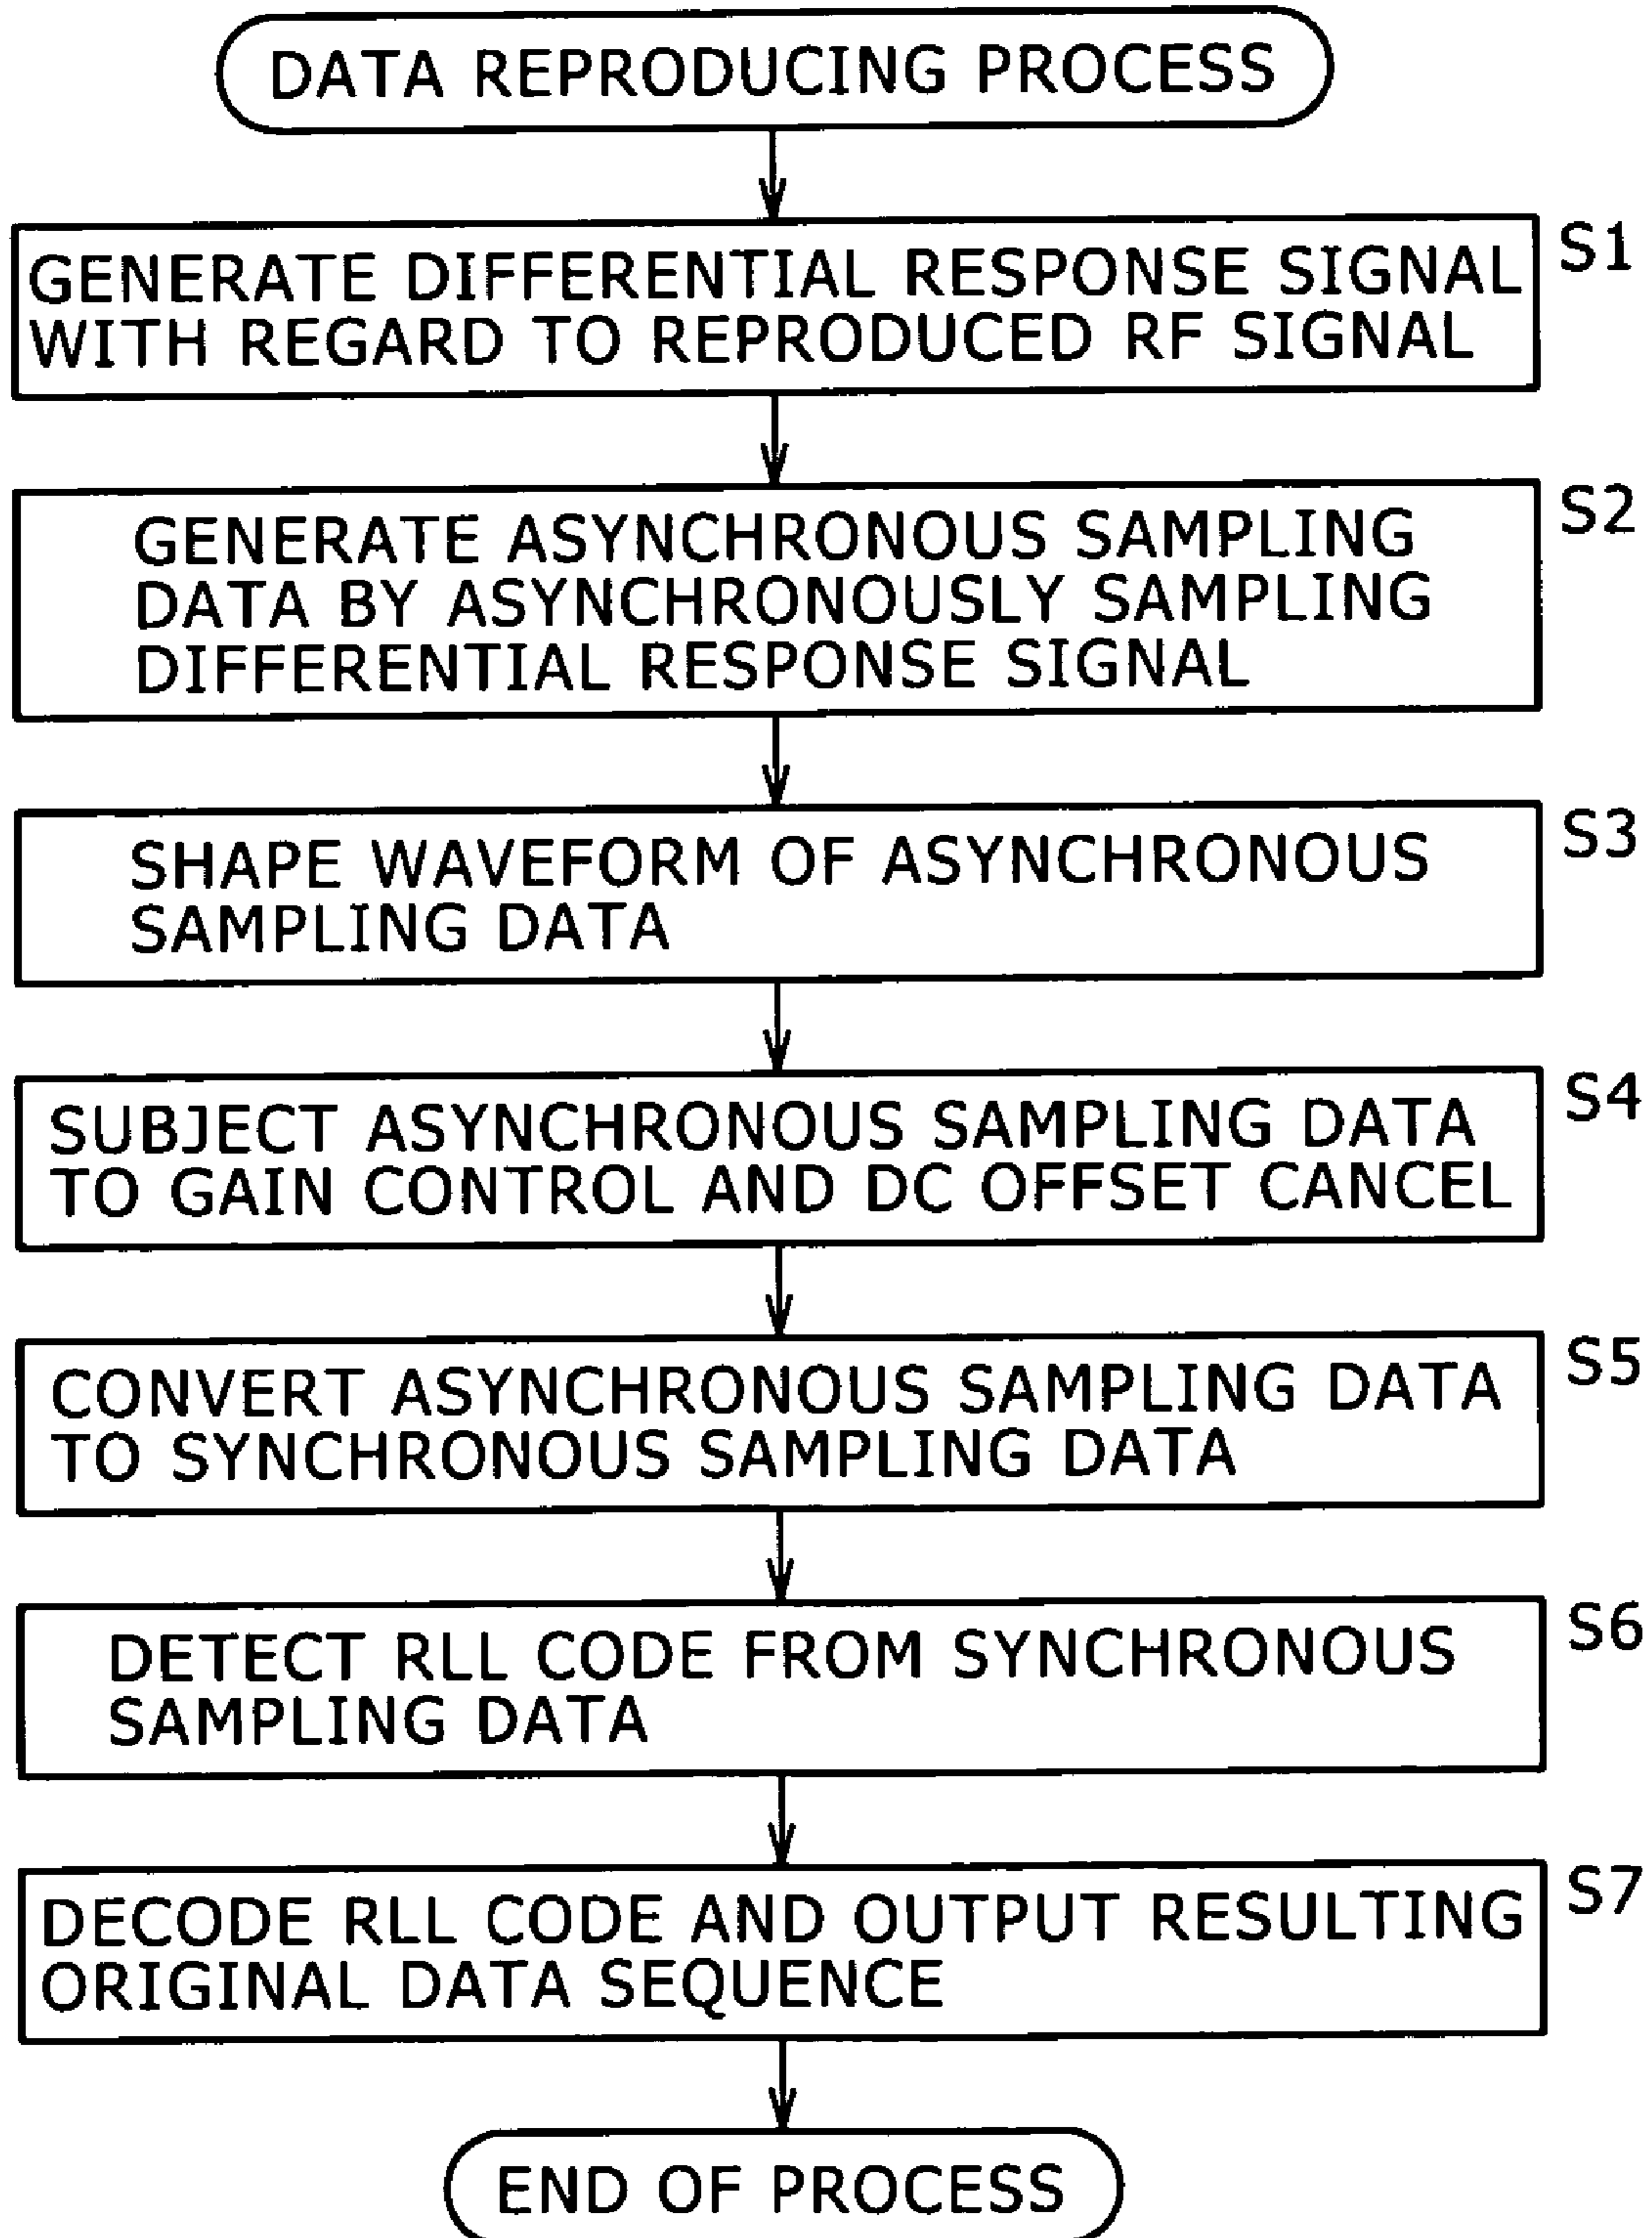 DATA REPRODUCING PROCESS
S1
GENERATE DIFFERENTIAL RESPONSE SIGNAL
WITH REGARD TO REPRODUCED RF SIGNAL
S2
GENERATE ASYNCHRONOUS SAMPLING
DATA BY ASYNCHRONOUSLY SAMPLING
DIFFERENTIAL RESPONSE SIGNAL
S3
SHAPE WAVEFORM OF ASYNCHRONOUS
SAMPLING DATA
S4
SUBJECT ASYNCHRONOUS SAMPLING DATA
TO GAIN CONTROL AND DC OFFSET CANCEL
S5
CONVERT ASYNCHRONOUS SAMPLING DATA
TO SYNCHRONOUS SAMPLING DATA
S6
DETECT RLL CODE FROM SYNCHRONOUS
SAMPLING DATA
S7
DECODE RLL CODE AND OUTPUT RESULTING
ORIGINAL DATA SEQUENCE
END OF PROCESS